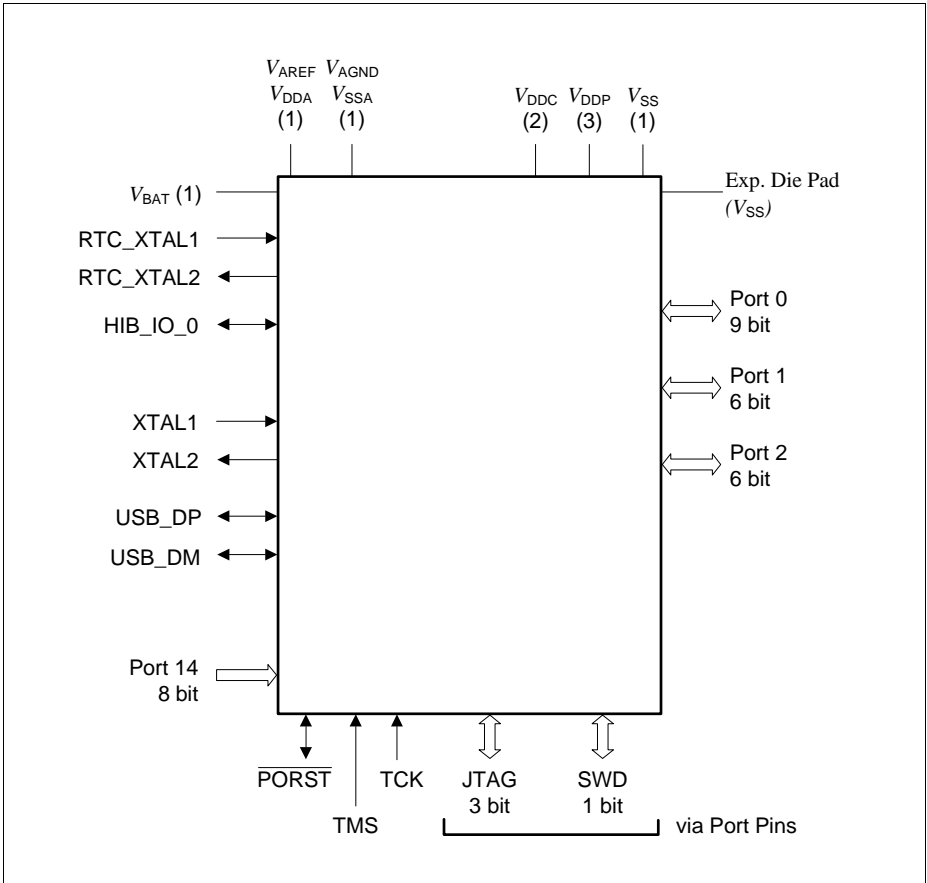 VAREF VAGND
VDDA VSSA VDDC VDDP VSS
(1) (1) (2) (3) (1)
VBAT (1)
Exp. Die Pad
(VSS)
RTC_XTAL1
RTC_XTAL2
HIB_IO_0
Port 0
9 bit
Port 1
6 bit
XTAL1
XTAL2
Port 2
6 bit
USB_DP
USB_DM
Port 14
8 bit
PORST TCK JTAG SWD
3 bit 1 bit
TMS via Port Pins